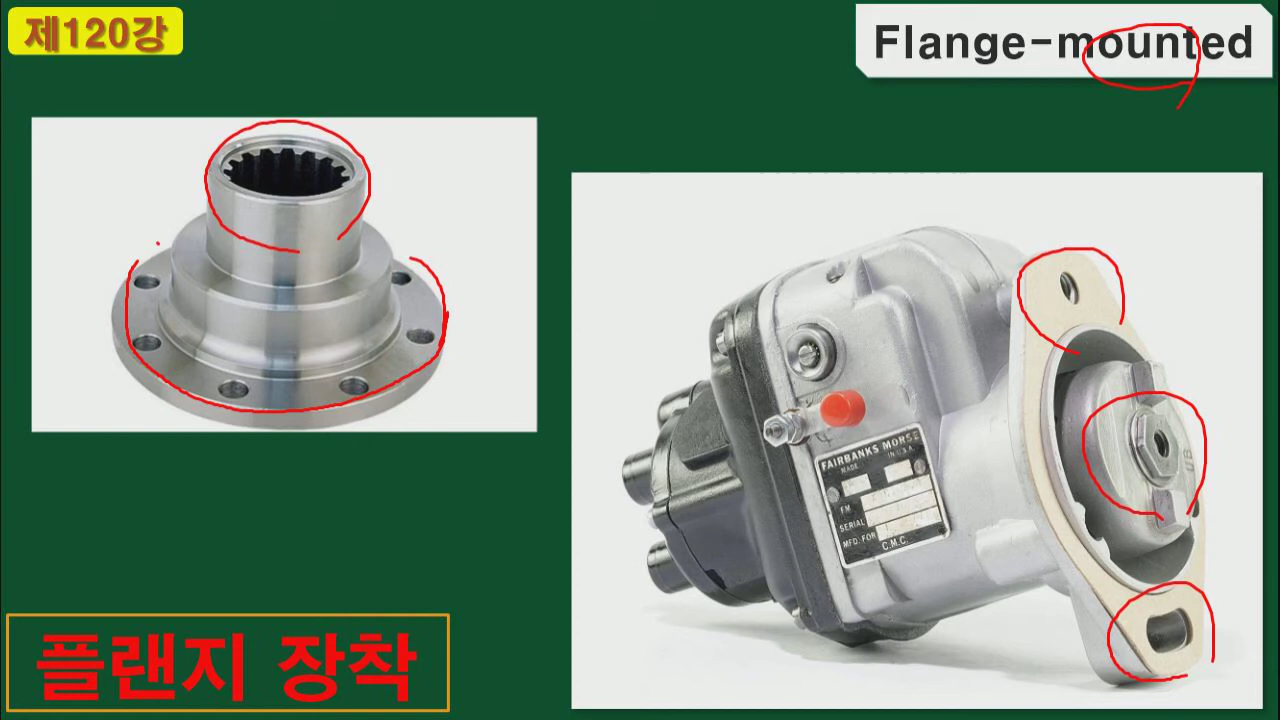 제120강
Flange-mounted
FAIRBANKS MORSE
MADE IN U.S.A.
FM
SERIAL
MFD. FOR
C.M.C.
플랜지 장착